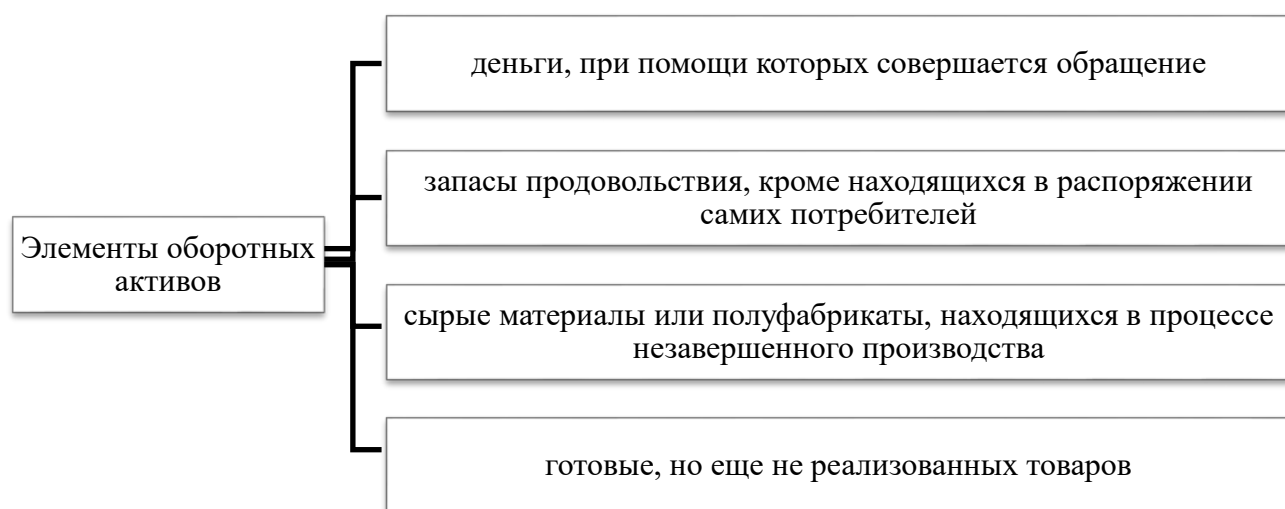 деньги, при помощи которых совершается обращение
запасы продовольствия, кроме находящихся в распоряжении
самих потребителей
Элементы оборотных
активов
сырые материалы или полуфабрикаты, находящихся в процессе
незавершенного производства
готовые, но еще не реализованных товаров